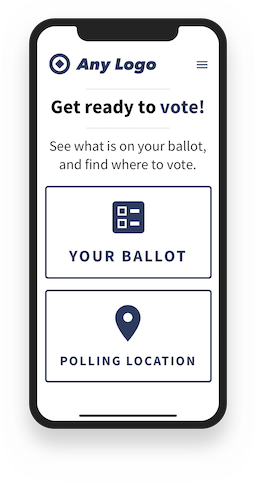 Any Logo
Get ready to vote!
See what is on your ballot,
and find where to vote.
YOUR BALLOT
POLLING LOCATION